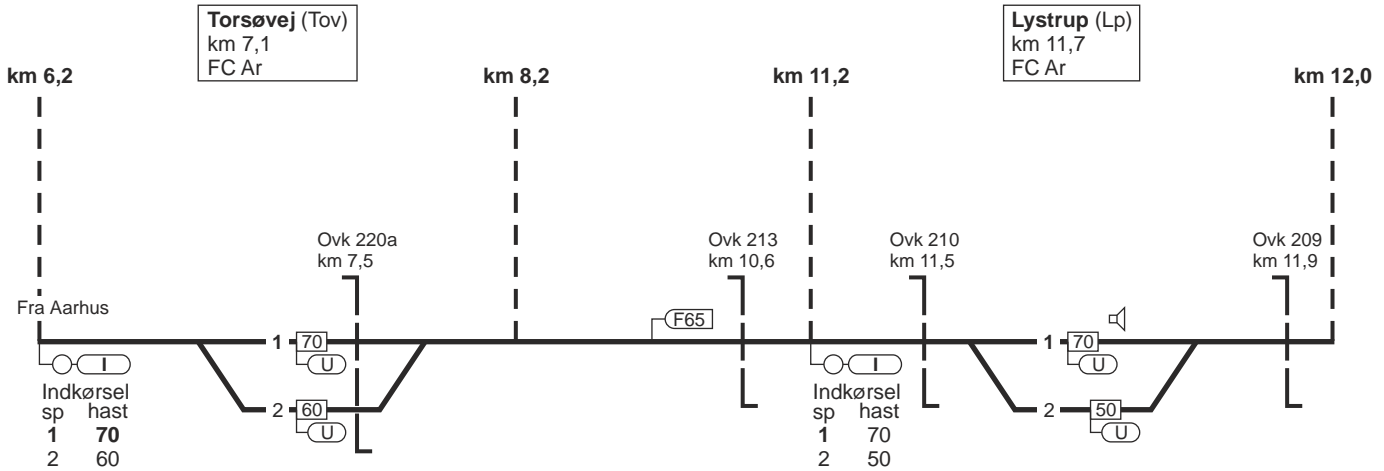 Torsøvej (Tov)
km 7,1
FC Ar
Lystrup (Lp)
km 11,7
FC Ar
km 6,2
km 8,2
km 11,2
km 12,0
Ovk 220a
km 7,5
Ovk 213
km 10,6
Ovk 210
km 11,5
Ovk 209
km 11,9
Fra Aarhus
F65
1 70
U
1 70
U
I
Indkørsel
sp hast
1 70
2 60
2 60
U
I
Indkørsel
sp hast
1 70
2 50
2 50
U